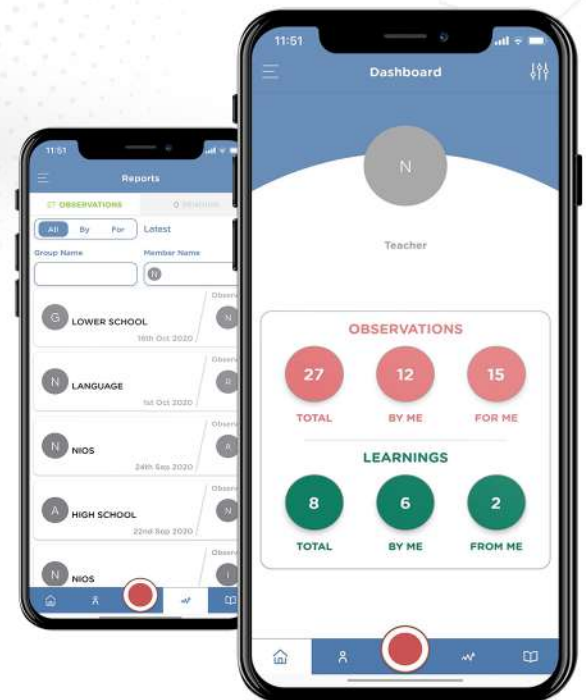 11:51
Reports
27 OBSERVATIONS
All By For Latest
Group Name Member Name
N
G LOWER SCHOOL N
16th Oct 2020
N LANGUAGE R
1st Oct 2020
N NIOS A
24th Sep 2020
A HIGH SCHOOL N
22nd Sep 2020
N NIOS I
11:51
Dashboard
N
Teacher
OBSERVATIONS
27 12 15
TOTAL BY ME FOR ME
LEARNINGS
8 6 2
TOTAL BY ME FROM ME